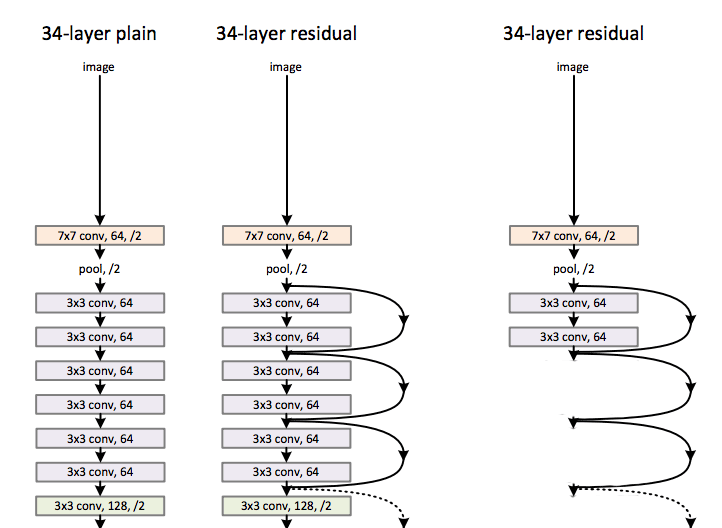 34-layer plain
image
7x7 conv, 64, /2
pool, /2
3x3 conv, 64
3x3 conv, 64
3x3 conv, 64
3x3 conv, 64
3x3 conv, 64
3x3 conv, 64
3x3 conv, 128, /2
34-layer residual
image
7x7 conv, 64, /2
pool, /2
3x3 conv, 64
3x3 conv, 64
3x3 conv, 64
3x3 conv, 64
3x3 conv, 64
3x3 conv, 64
3x3 conv, 128, /2
34-layer residual
image
7x7 conv, 64, /2
pool, /2
3x3 conv, 64
3x3 conv, 64